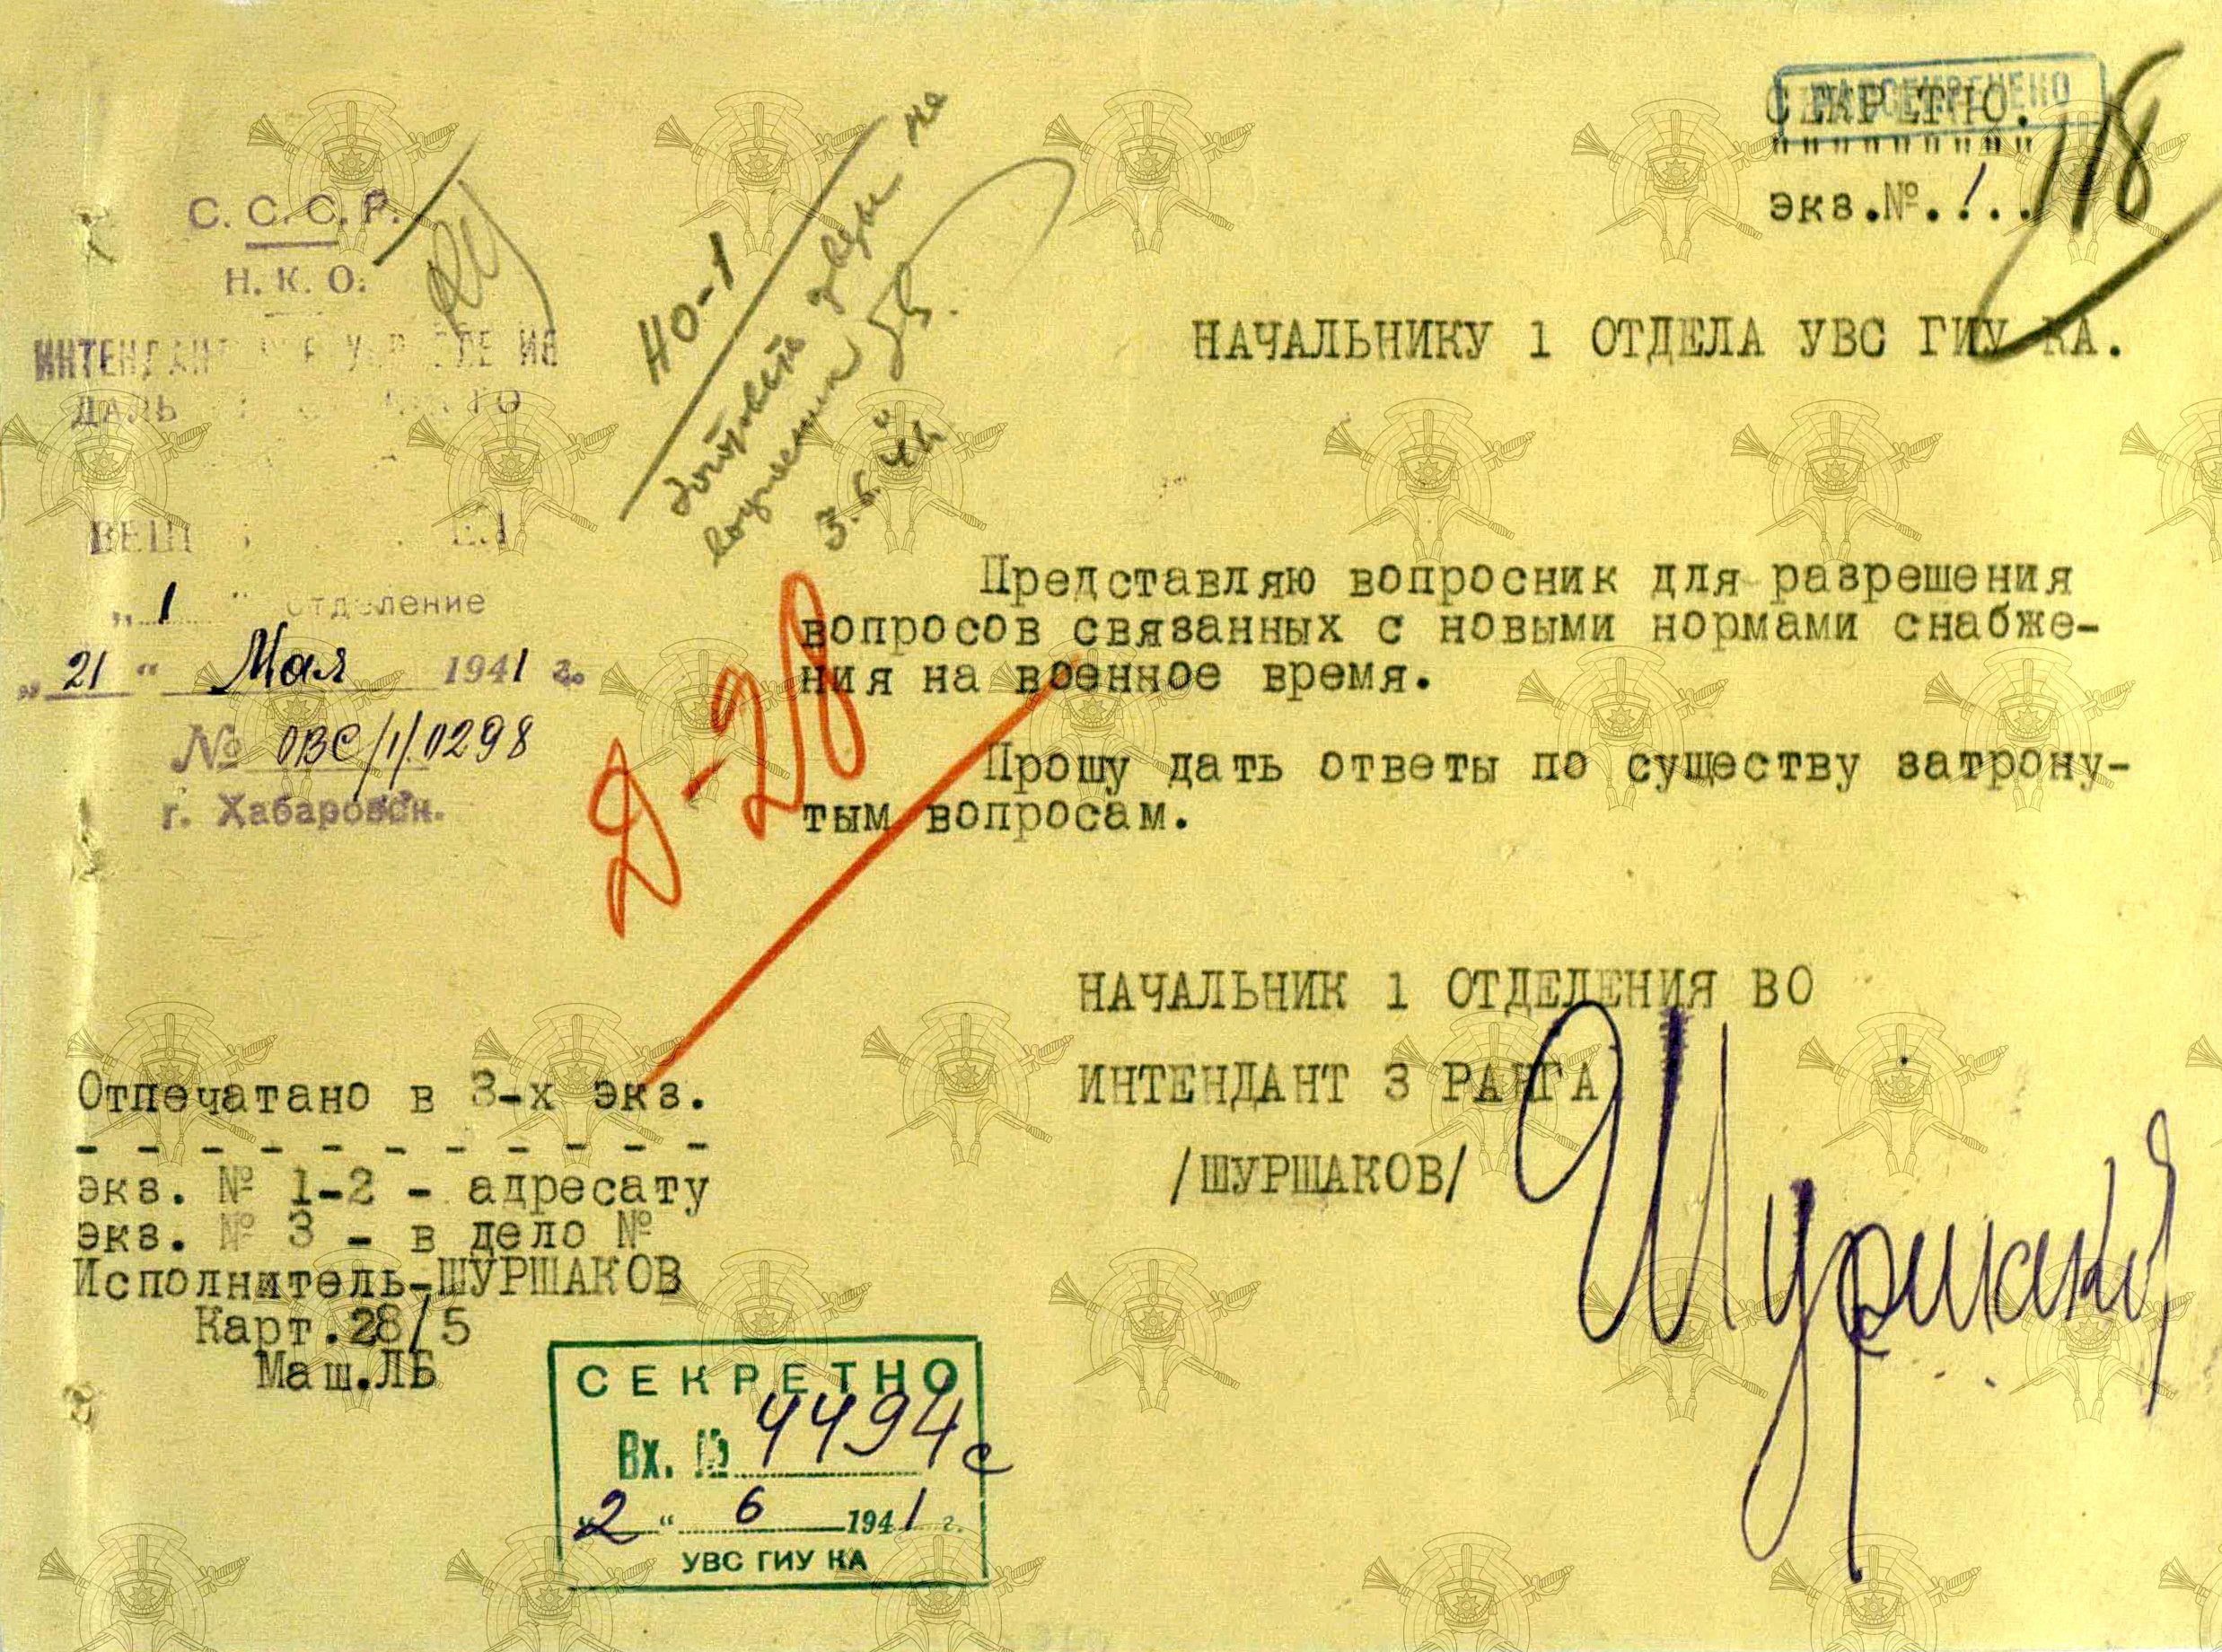 СЕКРЕТНО.
РАССЕКРЕЧЕНО
""""""""""
экз.№.1..
118
С. С. С. Р.
Н. К. О.
ДАЛЬ
ВЕЩ
„ 1 " отделение
„ 21 " Мая 1941 г.
№ ОВС/1/0298
г. Хабаровск.
НО-1
3.6.41
НАЧАЛЬНИКУ 1 ОТДЕЛА УВС ГИУ КА.
Представляю вопросник для разрешения
вопросов связанных с новыми нормами снабже-
ния на военное время.
Прошу дать ответы по существу затрону-
тым вопросам.
Д-28
НАЧАЛЬНИК 1 ОТДЕЛЕНИЯ ВО
ИНТЕНДАНТ 3 РАНГА
/ШУРШАКОВ/
Шуршаков
Отпечатано в 3-х экз.
- - - - - - - - - - -
экз. № 1-2 - адресату
экз. № 3 - в дело №
Исполнитель-ШУРШАКОВ
Карт.28/5
Маш.ЛБ
СЕКРЕТНО
Вх. № 4494с
„2" 6 1941 г.
УВС ГИУ КА